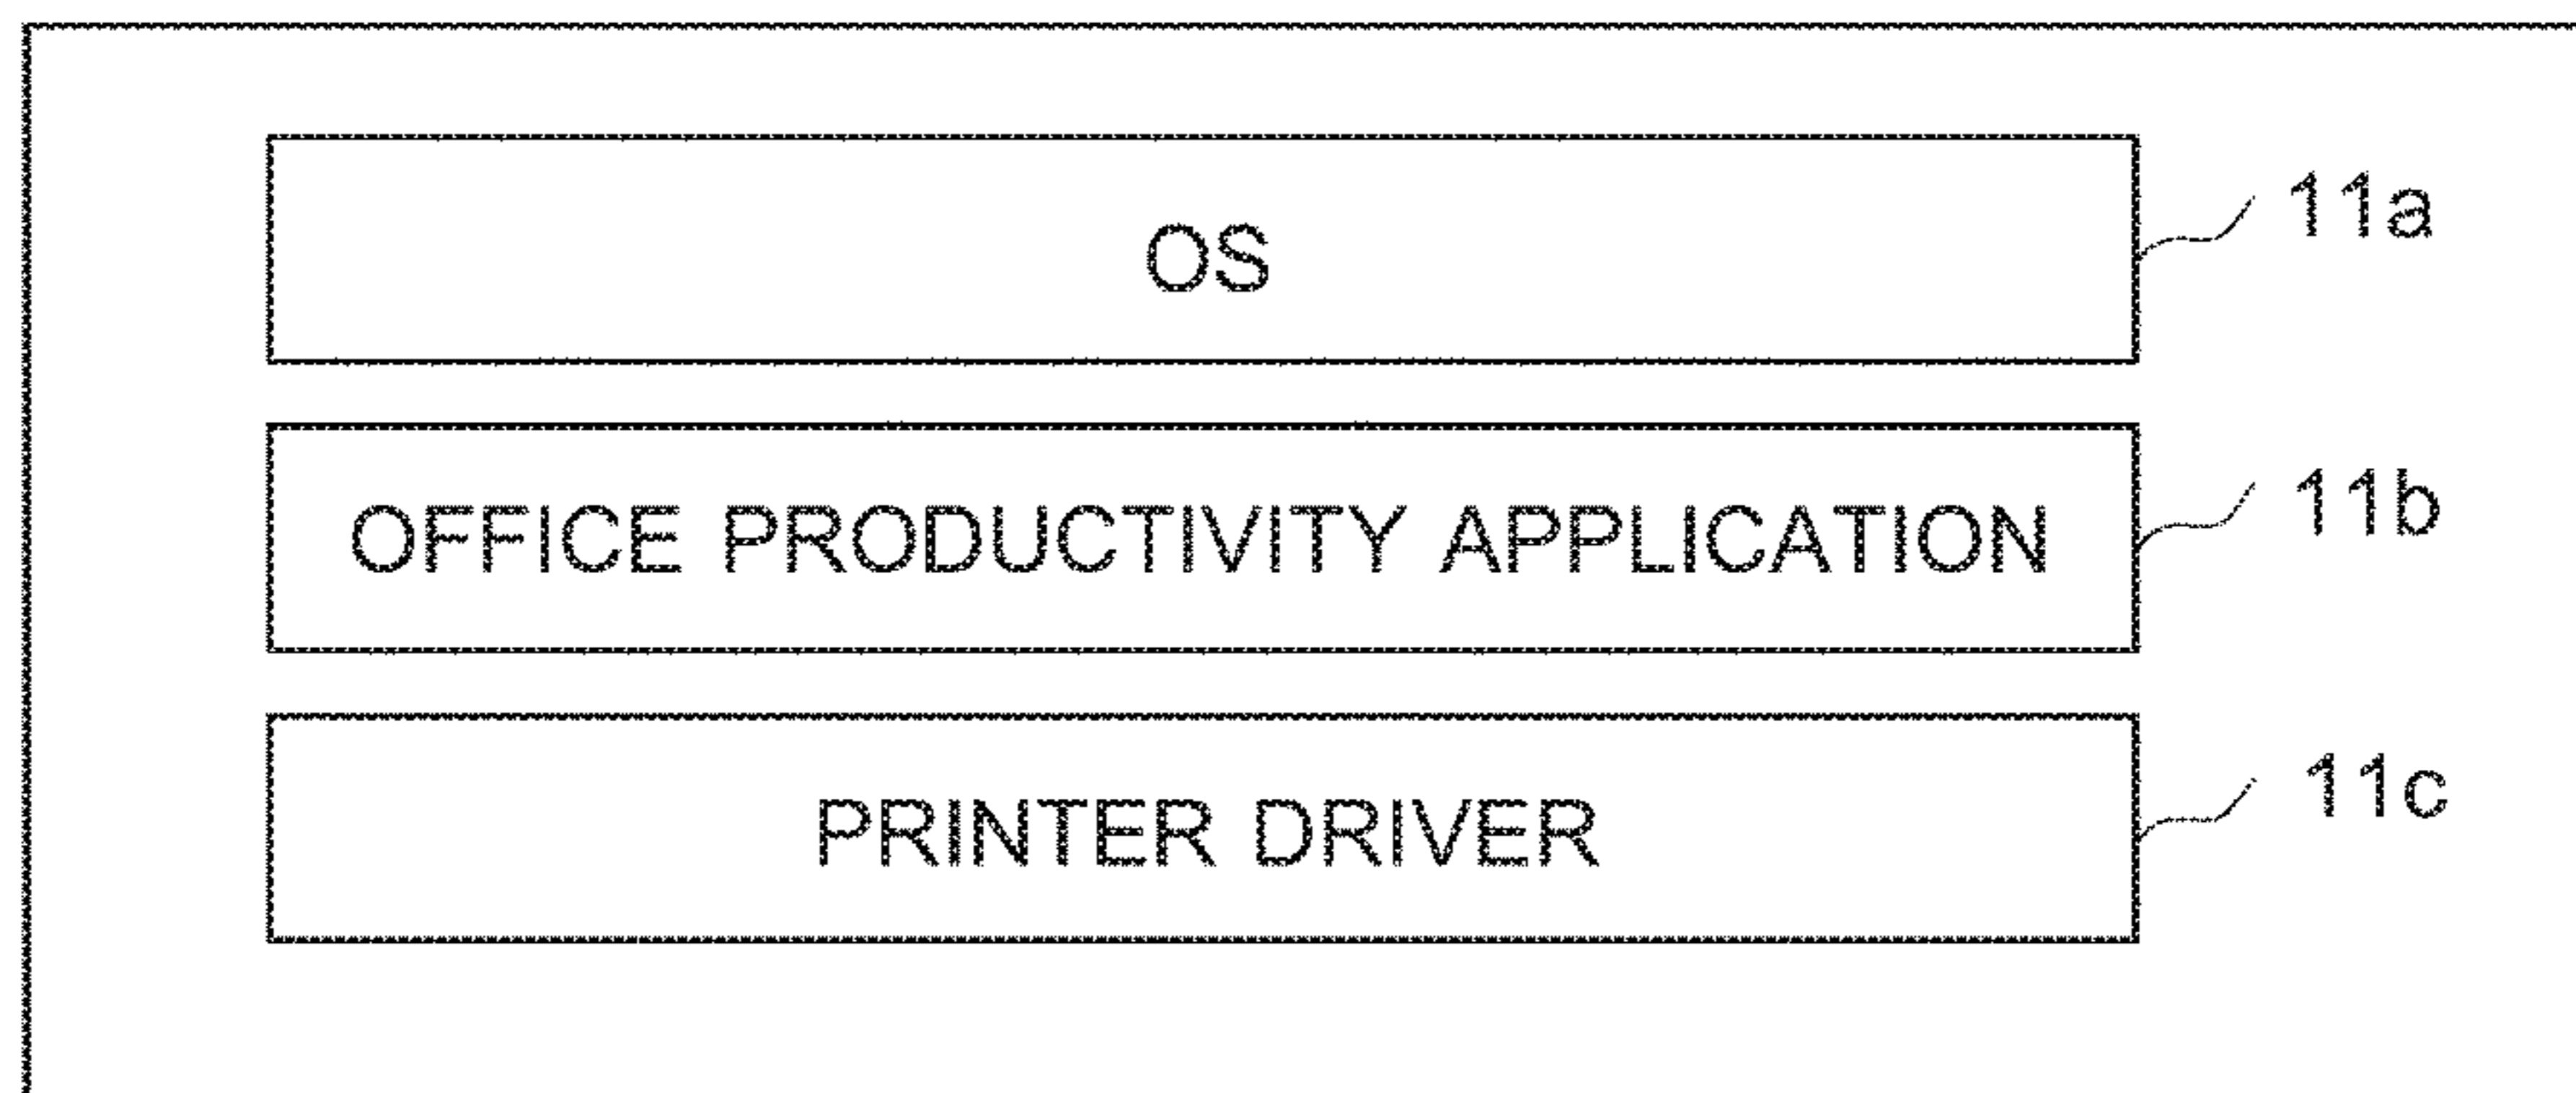 OS
11a
OFFICE PRODUCTIVITY APPLICATION
11b
PRINTER DRIVER
11c